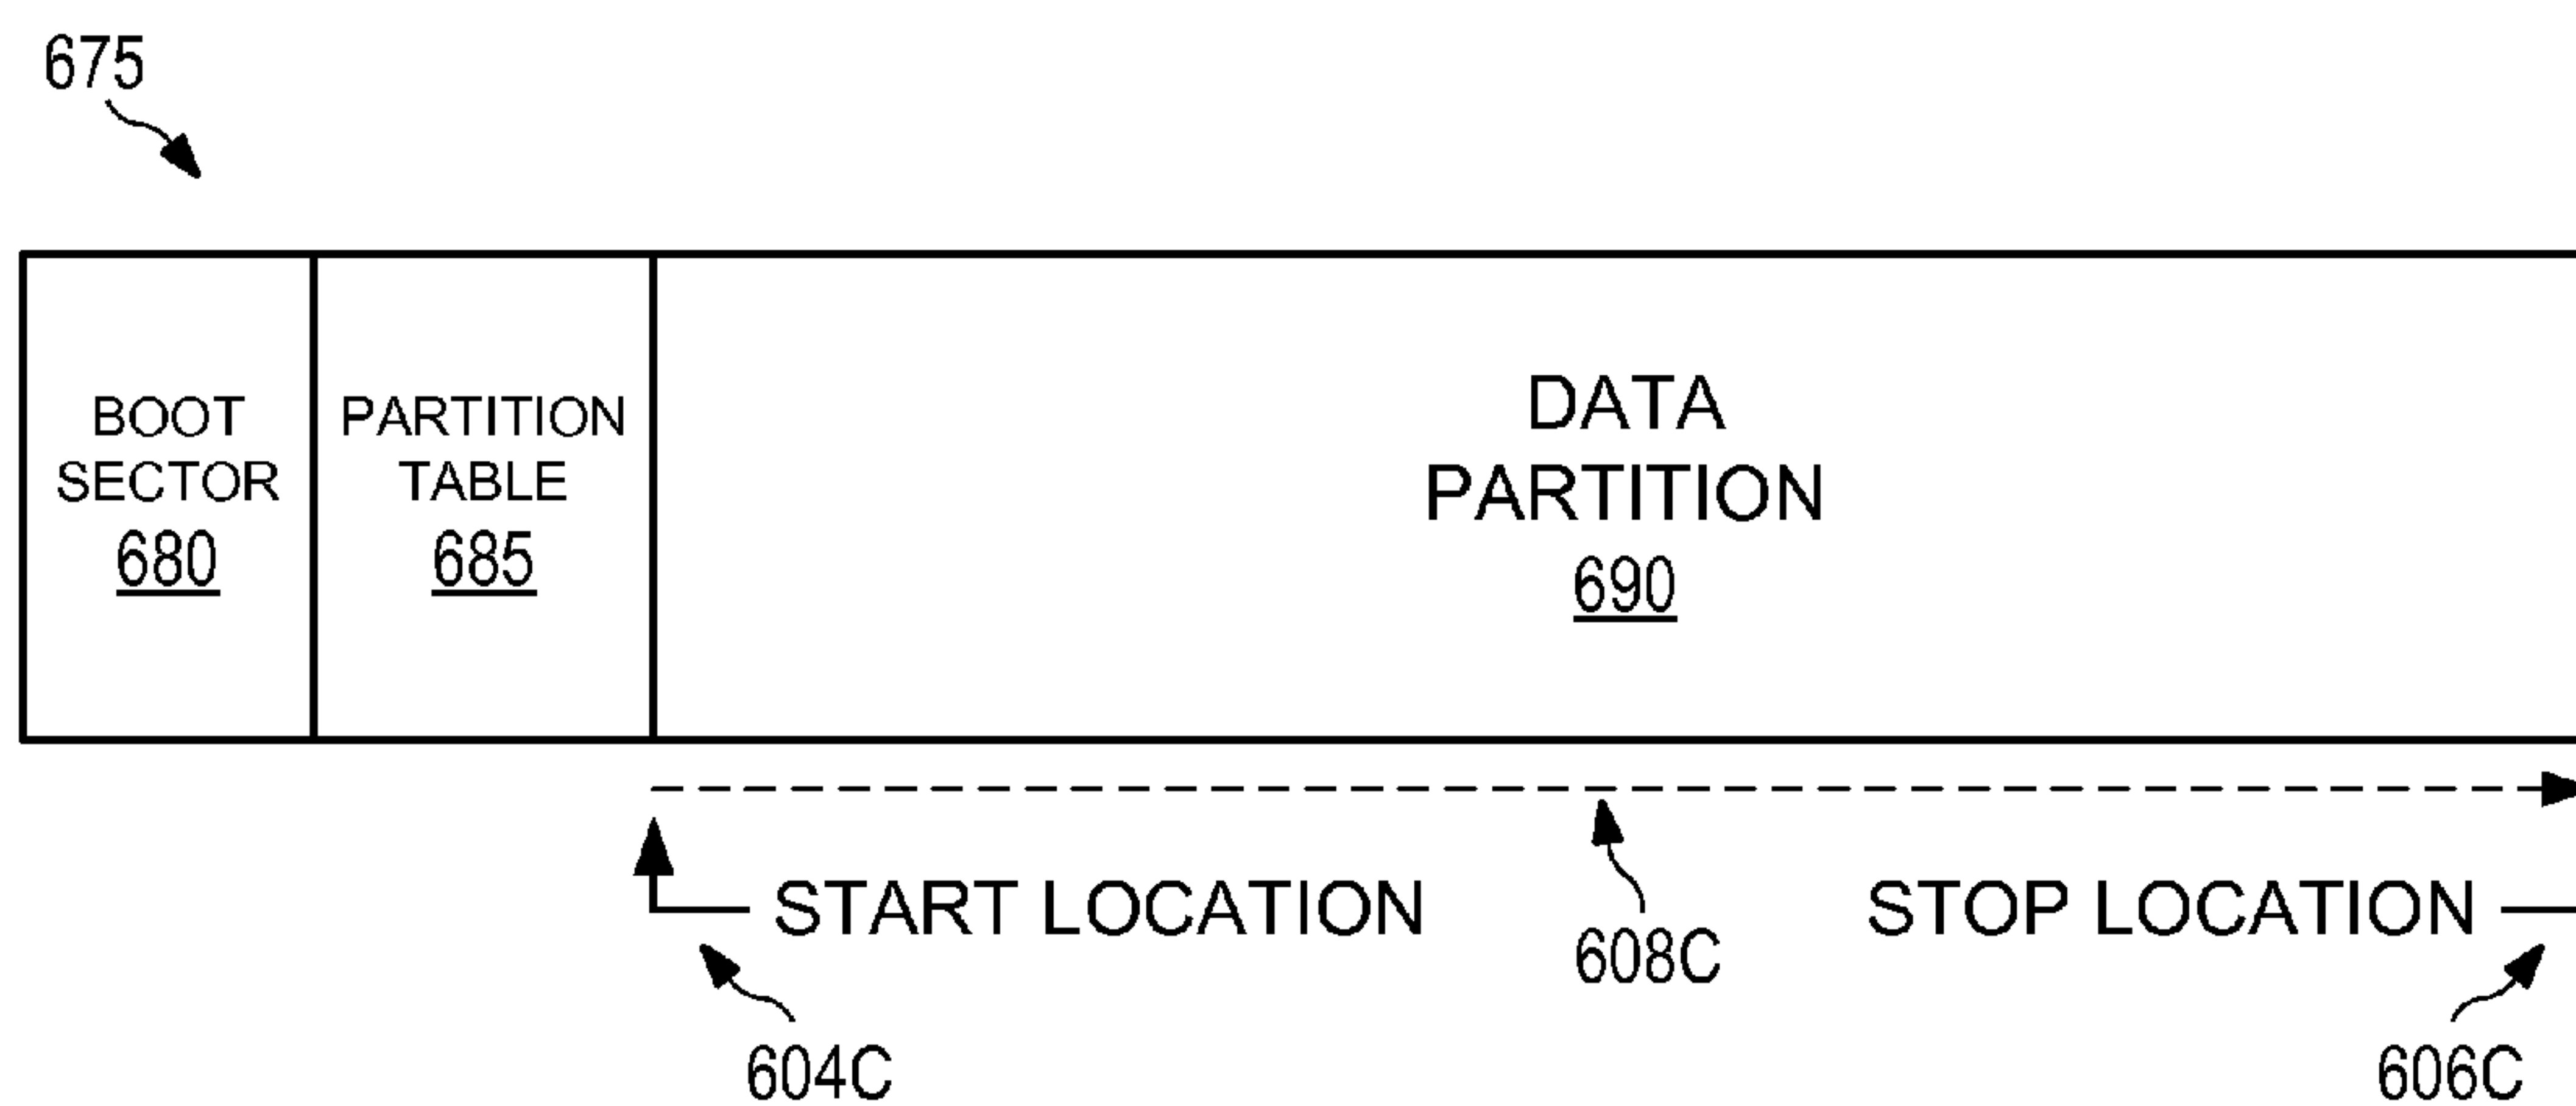 675
BOOT
SECTOR
680
PARTITION
TABLE
685
DATA
PARTITION
690
START LOCATION
STOP LOCATION
608C
604C
606C